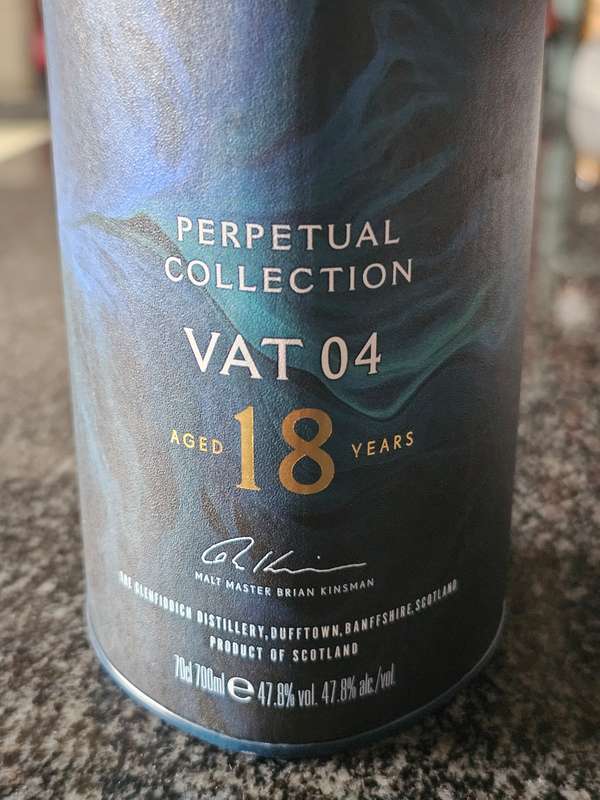 PERPETUAL
COLLECTION
VAT 04
AGED 18 YEARS
MALT MASTER BRIAN KINSMAN
THE GLENFIDDICH DISTILLERY, DUFFTOWN, BANFFSHIRE, SCOTLAND
PRODUCT OF SCOTLAND
70cl 700ml e 47.8% vol. 47.8% alc./vol.